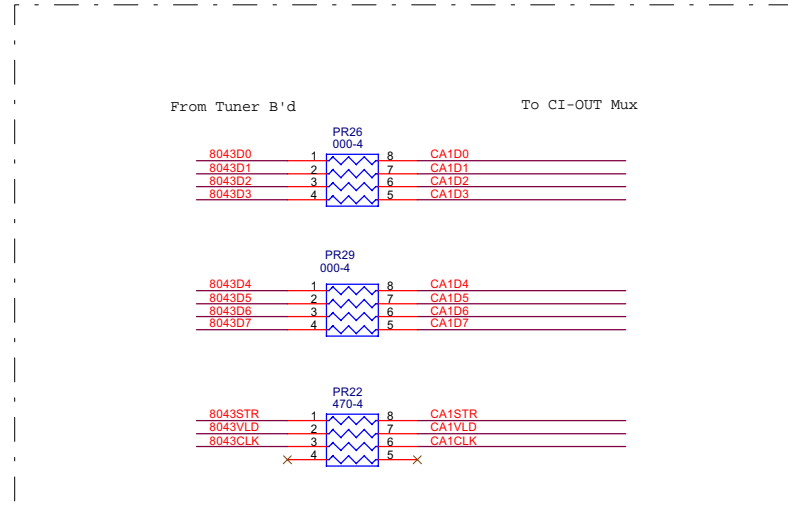 From Tuner B'd To CI-OUT Mux
PR26
000-4
8043D0 1 8 CA1D0
8043D1 2 7 CA1D1
8043D2 3 6 CA1D2
8043D3 4 5 CA1D3
PR29
000-4
8043D4 1 8 CA1D4
8043D5 2 7 CA1D5
8043D6 3 6 CA1D6
8043D7 4 5 CA1D7
PR22
470-4
8043STR 1 8 CA1STR
8043VLD 2 7 CA1VLD
8043CLK 3 6 CA1CLK
4 5